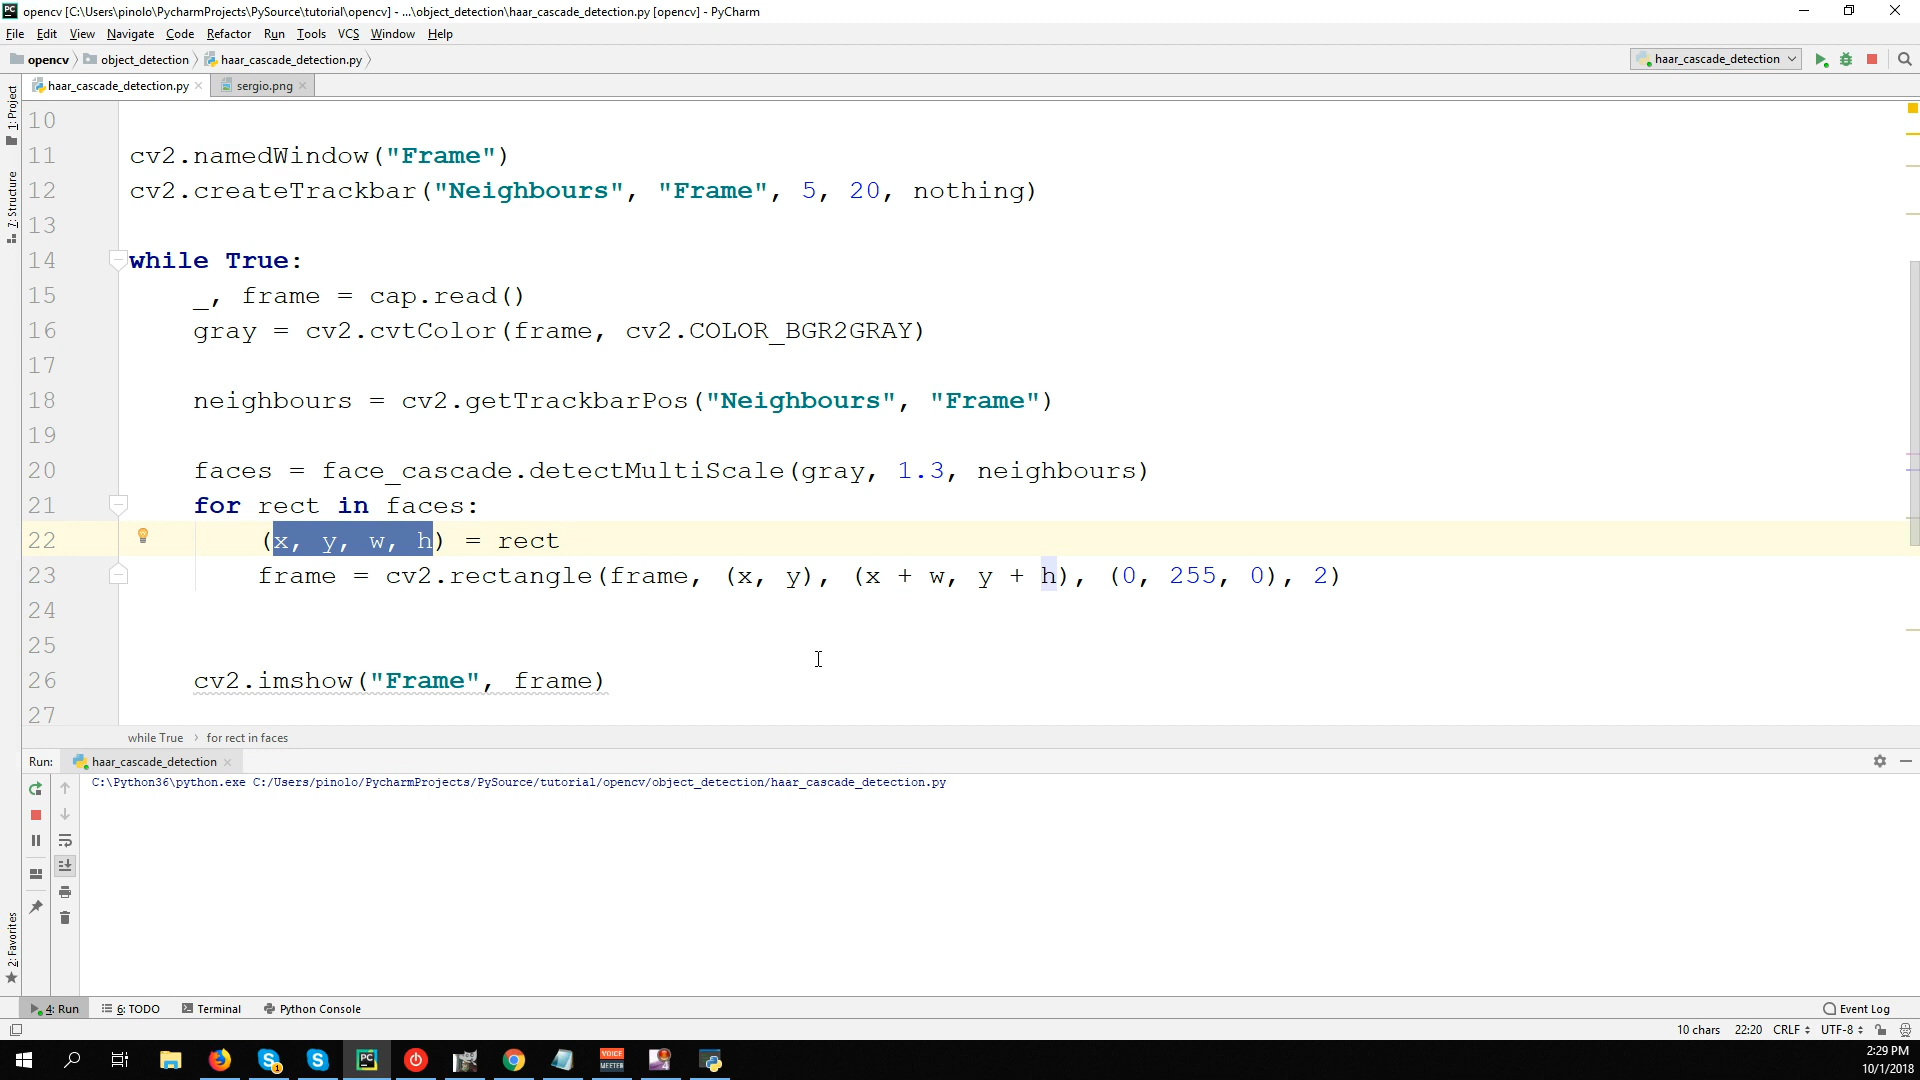 opencv [C:\Users\pinolo\PycharmProjects\PySource\tutorial\opencv] - ...\object_detection\haar_cascade_detection.py [opencv] - PyCharm
File Edit View Navigate Code Refactor Run Tools VCS Window Help
opencv object_detection haar_cascade_detection.py haar_cascade_detection
haar_cascade_detection.py sergio.png
1: Project
7: Structure
2: Favorites
10
11 cv2.namedWindow("Frame")
12 cv2.createTrackbar("Neighbours", "Frame", 5, 20, nothing)
13
14 while True:
15 _, frame = cap.read()
16 gray = cv2.cvtColor(frame, cv2.COLOR_BGR2GRAY)
17
18 neighbours = cv2.getTrackbarPos("Neighbours", "Frame")
19
20 faces = face_cascade.detectMultiScale(gray, 1.3, neighbours)
21 for rect in faces:
22 (x, y, w, h) = rect
23 frame = cv2.rectangle(frame, (x, y), (x + w, y + h), (0, 255, 0), 2)
24
25
26 cv2.imshow("Frame", frame)
27
while True › for rect in faces
Run: haar_cascade_detection
C:\Python36\python.exe C:/Users/pinolo/PycharmProjects/PySource/tutorial/opencv/object_detection/haar_cascade_detection.py
4: Run 6: TODO Terminal Python Console Event Log
10 chars 22:20 CRLF UTF-8
PC
1
VOICE
MEETER
4
2:29 PM
10/1/2018